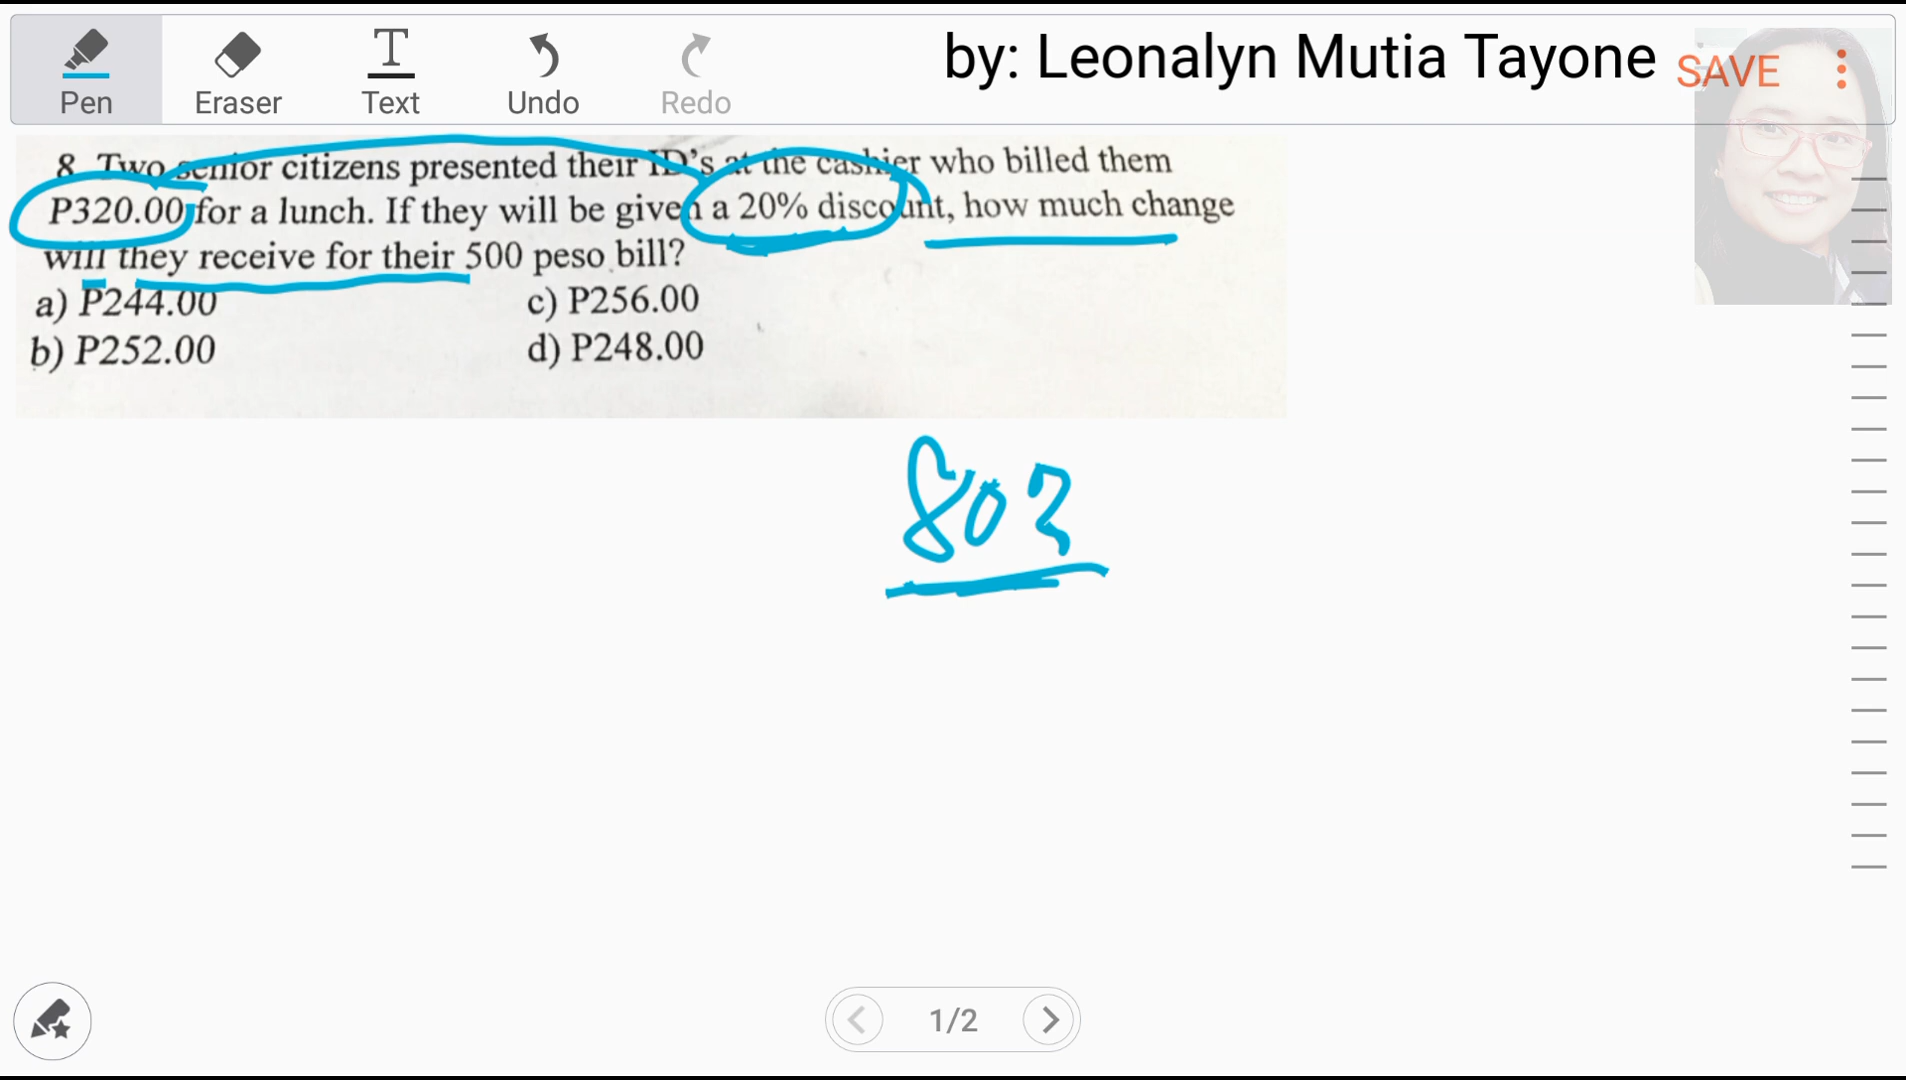 by: Leonalyn Mutia Tayone
SAVE
Pen
Eraser
Text
Undo
Redo
8. Two senior citizens presented their ID's at the cashier who billed them
P320.00 for a lunch. If they will be given a 20% discount, how much change
will they receive for their 500 peso bill?
a) P244.00
c) P256.00
b) P252.00
d) P248.00
80%
1/2